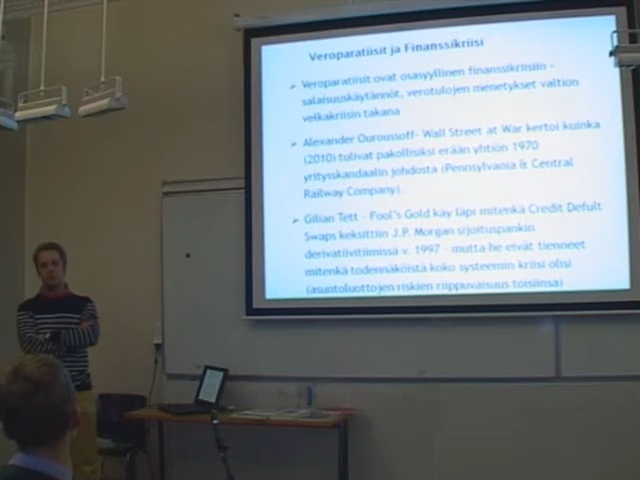 Veroparatiisit ja Finanssikriisi
Veroparatiisit ovat osasyyllinen finanssikriisiin -
salaisuuskäytännöt, verotulojen menetykset valtion
velkakriisin takana
Alexander Ouroussoff- Wall Street at War kertoi kuinka
(2010) tulivat pakollisiksi erään yhtiön 1970
yritysskandaalin johdosta (Pennsylvania & Central
Railway Company).
Gilian Tett - Fool's Gold käy läpi mitenkä Credit Defult
Swaps keksittiin J.P. Morgan sijoituspankin
derivatiivitiimissä v. 1997 - mutta he eivät tienneet
mitenkä todennäköistä koko systeemin kriisi olisi
(asuntoluottojen riskien riippuvaisuus toisiinsa)